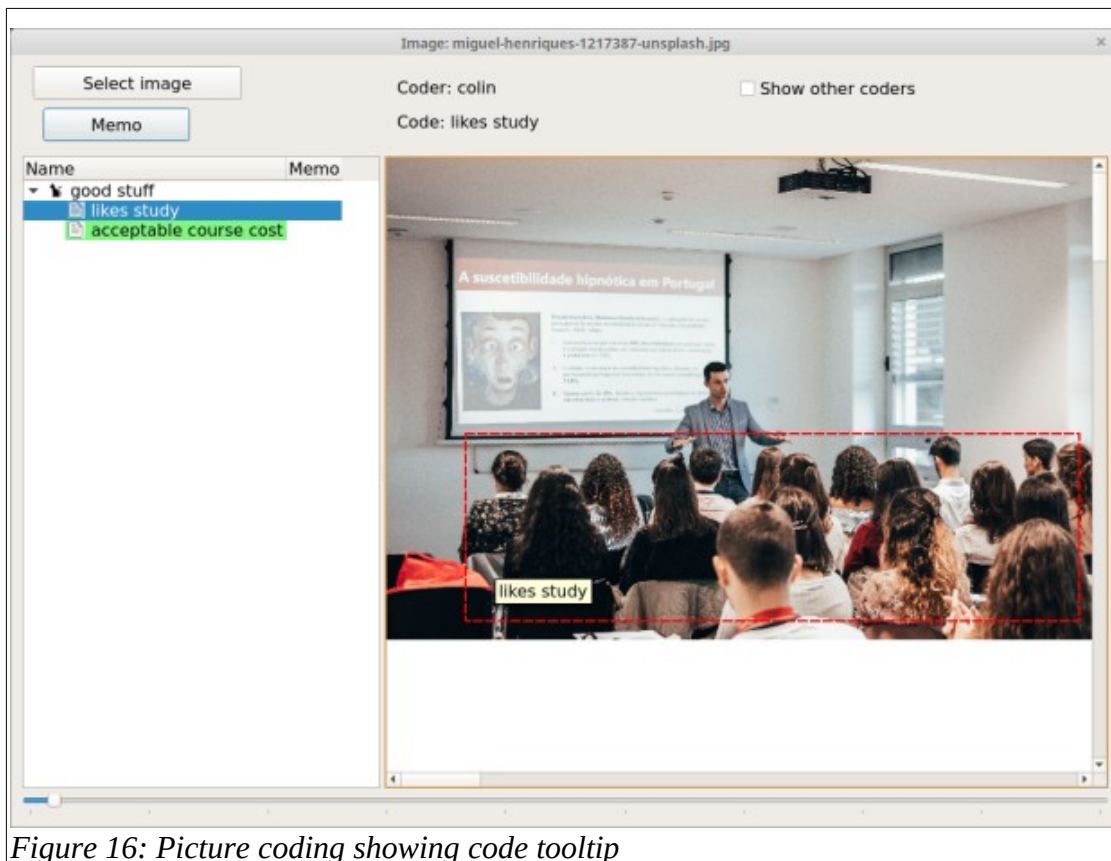 Image: miguel-henriques-1217387-unsplash.jpg
Select image
Coder: colin
Show other coders
Memo
Code: likes study
Name Memo
good stuff
likes study
acceptable course cost
A suscetibilidade hipnótica em Portugal
likes study
Figure 16: Picture coding showing code tooltip